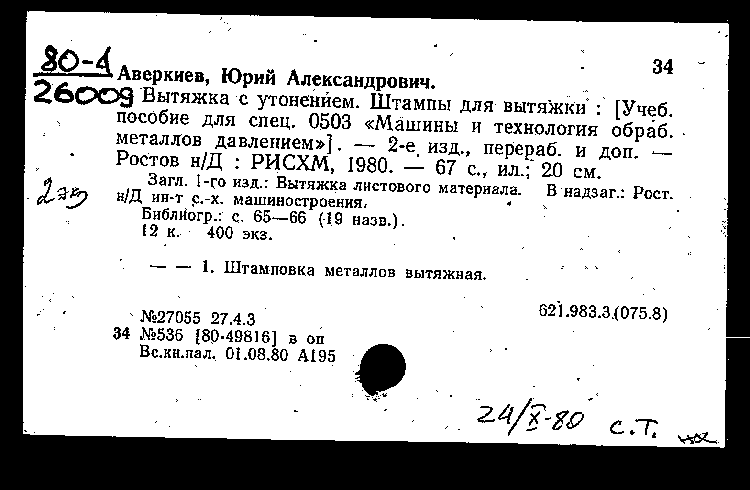 34
80-4
26009
Аверкиев, Юрий Александрович.
Вытяжка с утонением. Штампы для вытяжки : [Учеб.
пособие для спец. 0503 «Машины и технология обраб.
металлов давлением»]. — 2-е изд., перераб. и доп. —
Ростов н/Д : РИСХМ, 1980. — 67 с., ил.; 20 см.
Загл. 1-го изд.: Вытяжка листового материала. В надзаг.: Рост.
н/Д ин-т с.-х. машиностроения.
Библиогр.: с. 65—66 (19 назв.).
12 к. 400 экз.
2 экз
— — 1. Штамповка металлов вытяжная.
№27055 27.4.3 621.983.3.(075.8)
34 №536 [80-49816] в оп
Вс.кн.пал. 01.08.80 А195
24/X-80 С.Т.